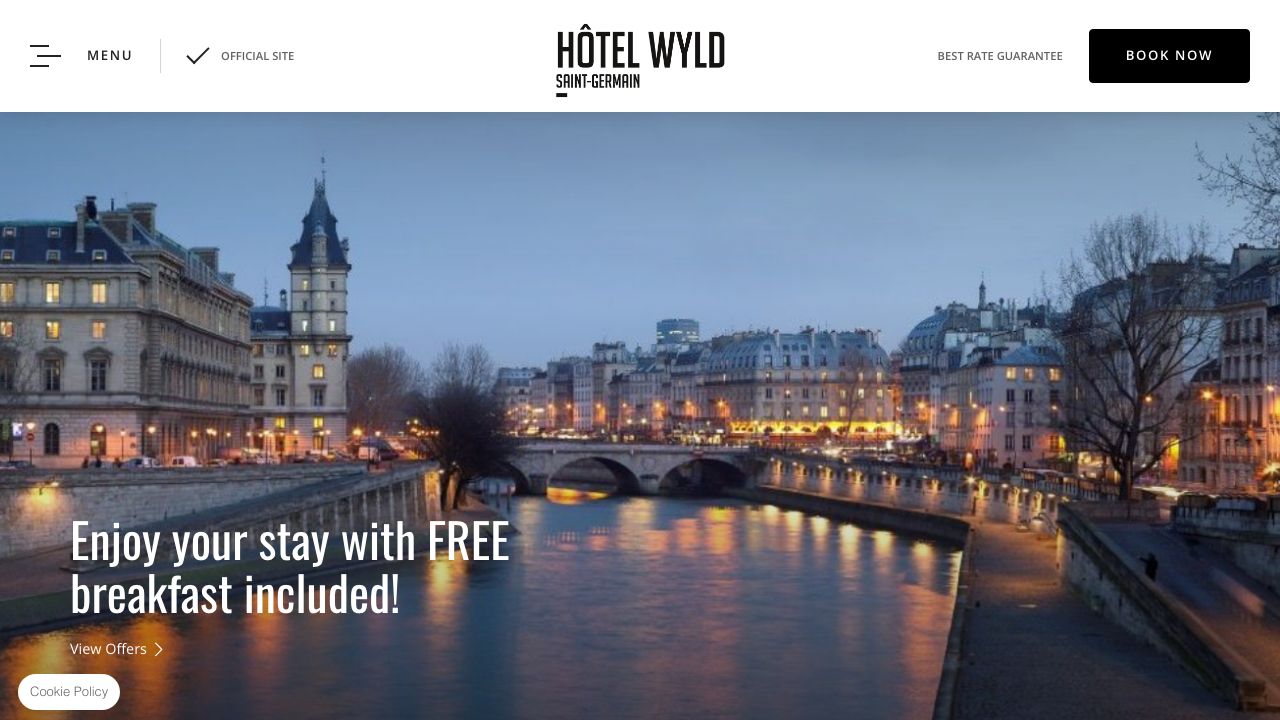 MENU
OFFICIAL SITE
HÔTEL WYLD
SAINT-GERMAIN
BEST RATE GUARANTEE
BOOK NOW
Enjoy your stay with FREE
breakfast included!
View Offers
Cookie Policy